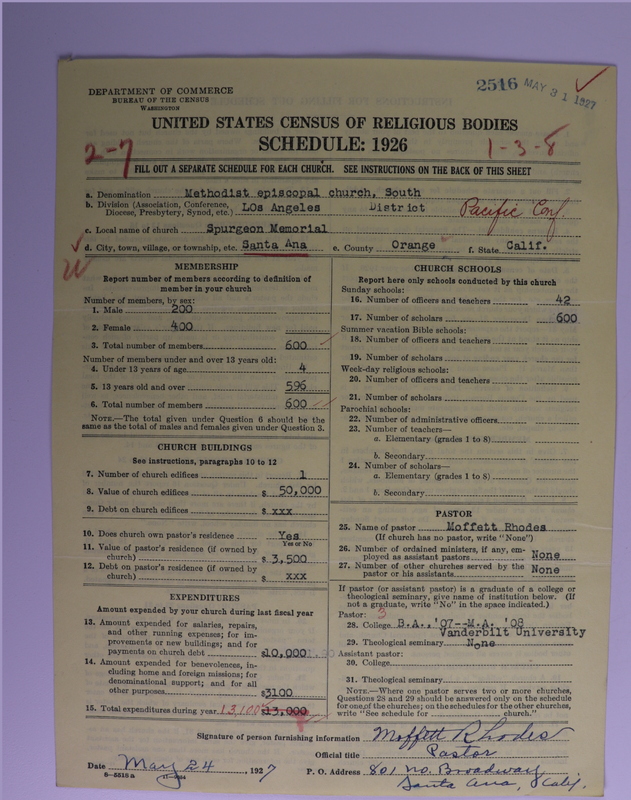 2516 MAY 31 1927
DEPARTMENT OF COMMERCE
BUREAU OF THE CENSUS
WASHINGTON
UNITED STATES CENSUS OF RELIGIOUS BODIES
SCHEDULE: 1926
2-7
1-3-8
FILL OUT A SEPARATE SCHEDULE FOR EACH CHURCH. SEE INSTRUCTIONS ON THE BACK OF THIS SHEET
a. Denomination Methodist episcopal church, South
b. Division (Association, Conference, Diocese, Presbytery, Synod, etc.) LOs Angeles District Pacific Conf.
c. Local name of church Spurgeon Memorial
d. City, town, village, or township, etc. Santa Ana e. County Orange f. State Calif.
MEMBERSHIP
Report number of members according to definition of
member in your church
Number of members, by sex:
1. Male 200
2. Female 400
3. Total number of members 600
Number of members under and over 13 years old:
4. Under 13 years of age 4
5. 13 years old and over 596
6. Total number of members 600
NOTE.—The total given under Question 6 should be
same as the total of males and females given under Question 3.
CHURCH BUILDINGS
See instructions, paragraphs 10 to 12
7. Number of church edifices 1
8. Value of church edifices $ 50,000
9. Debt on church edifices $ xxx
10. Does church own pastor's residence Yes
Yes or No
11. Value of pastor's residence (if owned by
church) $ 3,500
12. Debt on pastor's residence (if owned by
church) $ xxx
EXPENDITURES
Amount expended by your church during last fiscal year
13. Amount expended for salaries, repairs,
and other running expenses; for im-
provements or new buildings; and for
payments on church debt $10,000
14. Amount expended for benevolences, in-
cluding home and foreign missions; for
denominational support; and for all
other purposes $3100
15. Total expenditures during year 13,100 $13,000
CHURCH SCHOOLS
Report here only schools conducted by this church
Sunday schools:
16. Number of officers and teachers 42
17. Number of scholars 600
Summer vacation Bible schools:
18. Number of officers and teachers
19. Number of scholars
Week-day religious schools:
20. Number of officers and teachers
21. Number of scholars
Parochial schools:
22. Number of administrative officers
23. Number of teachers—
a. Elementary (grades 1 to 8)
b. Secondary
24. Number of scholars—
a. Elementary (grades 1 to 8)
b. Secondary
PASTOR
25. Name of pastor Moffett Rhodes
(If church has no pastor, write "None")
26. Number of ordained ministers, if any, em-
ployed as assistant pastors None
27. Number of other churches served by the
pastor or his assistants None
If pastor (or assistant pastor) is a graduate of a college or
theological seminary, give name of institution below. (If
not a graduate, write "No" in the space indicated.)
Pastor: 3
28. College B.A., '07--M.A. '08
Vanderbilt University
29. Theological seminary None
Assistant pastor:
30. College
31. Theological seminary
NOTE.—Where one pastor serves two or more churches,
Questions 28 and 29 should be answered only on the schedule
for one of the churches; on the schedules for the other churches,
write "See schedule for church."
Signature of person furnishing information Moffett Rhodes
Official title Pastor
Date May 24, 1927 P. O. Address 801 No. Broadway
8—5518a Santa Ana, Calif.